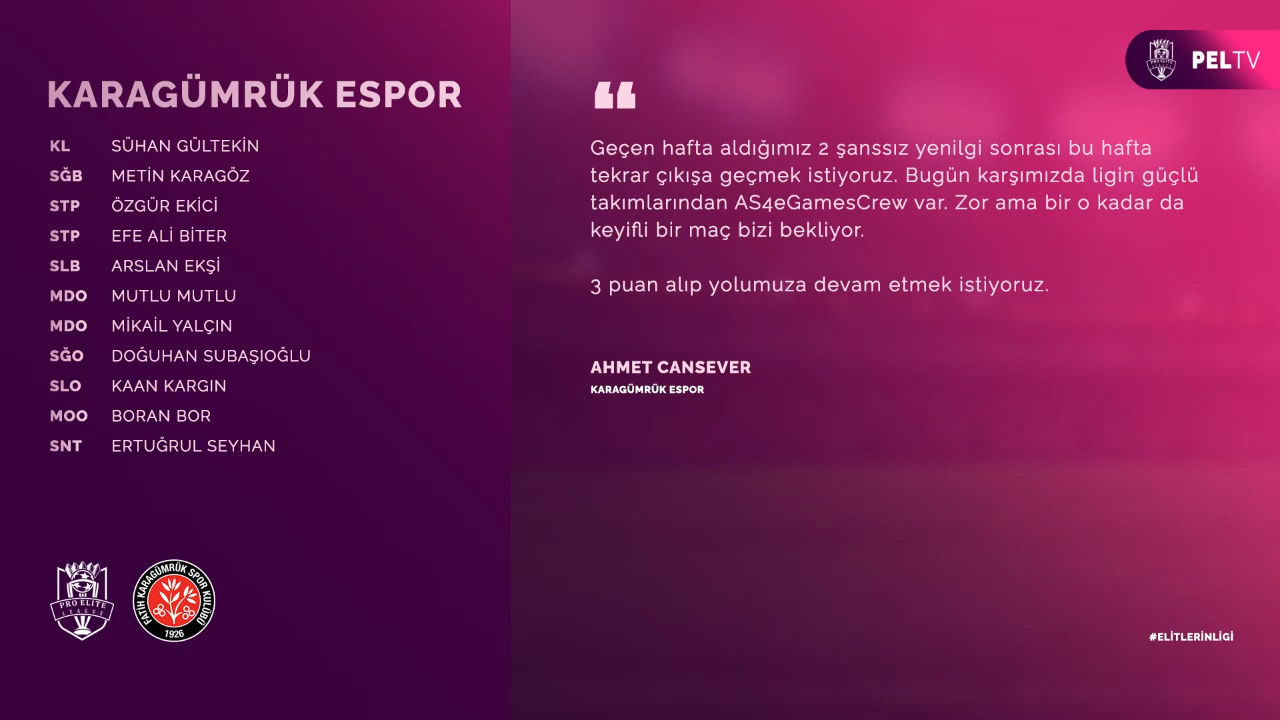 KARAGÜMRÜK ESPOR
KL SÜHAN GÜLTEKİN
SĞB METİN KARAGÖZ
STP ÖZGÜR EKİCİ
STP EFE ALİ BİTER
SLB ARSLAN EKŞİ
MDO MUTLU MUTLU
MDO MİKAİL YALÇIN
SĞO DOĞUHAN SUBAŞIOĞLU
SLO KAAN KARGIN
MOO BORAN BOR
SNT ERTUĞRUL SEYHAN
PRO ELITE
LEAGUE
FATİH KARAGÜMRÜK SPOR KULÜBÜ
1926
PRO ELITE
PELTV
“
Geçen hafta aldığımız 2 şanssız yenilgi sonrası bu hafta
tekrar çıkışa geçmek istiyoruz. Bugün karşımızda ligin güçlü
takımlarından AS4eGamesCrew var. Zor ama bir o kadar da
keyifli bir maç bizi bekliyor.
3 puan alıp yolumuza devam etmek istiyoruz.
AHMET CANSEVER
KARAGÜMRÜK ESPOR
#ELİTLERİNLİGİ